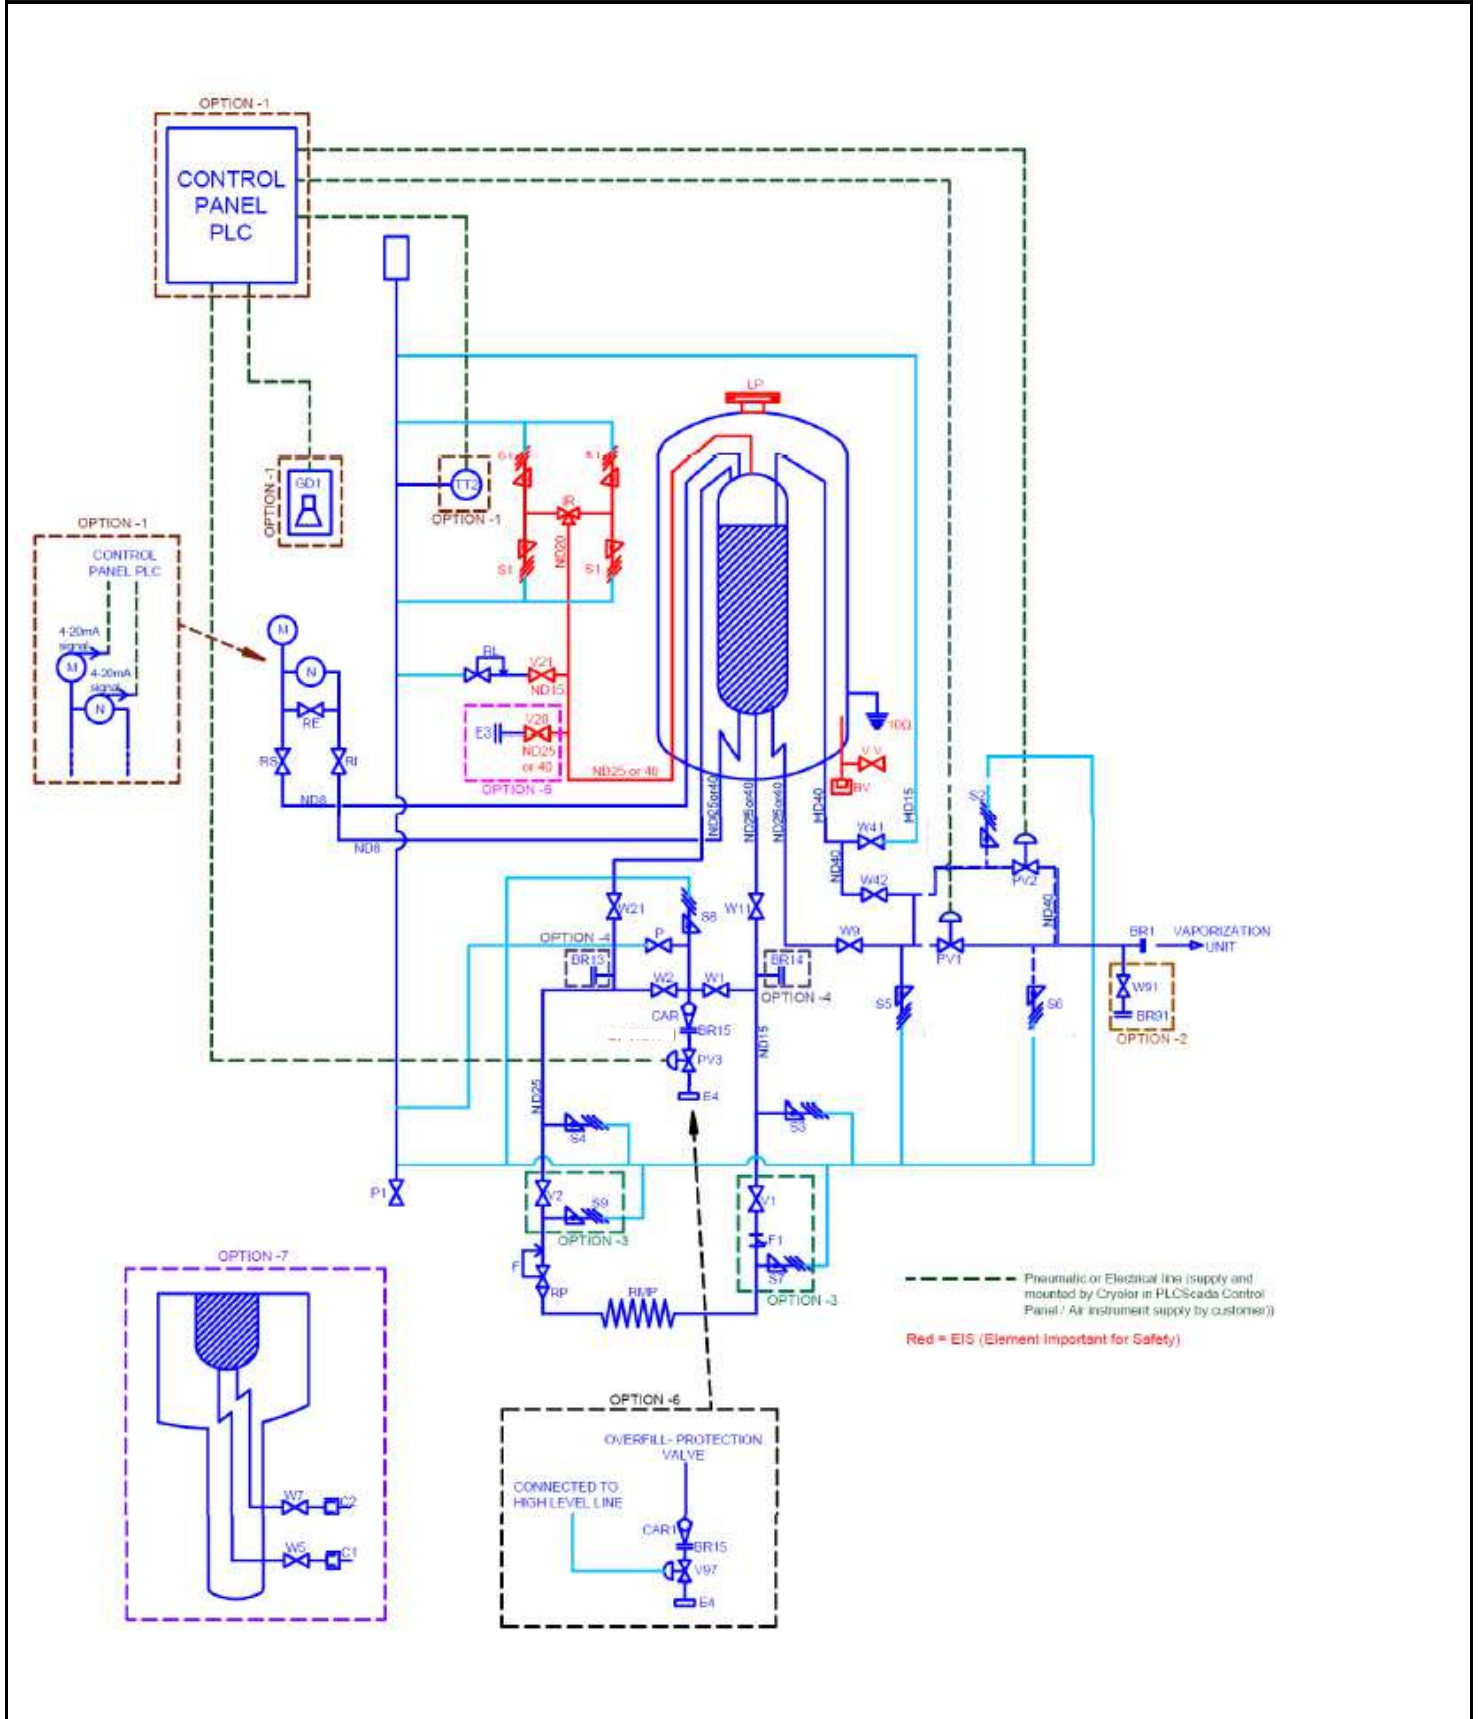 OPTION -1
CONTROL
PANEL
PLC
LP
OPTION -1
GD1
TT2
OPTION -1
S1
IR
ND20
S1
S1
OPTION -1
CONTROL
PANEL PLC
4-20mA
signal
M
4-20mA
signal
N
M
N
RE
RS
RI
ND8
ND8
RL
V21
ND15
E3
V20
ND25
or 40
ND25 or 40
10Ω
V V
BV
ND25or40
ND25or40
ND25or40
MD40
MD15
W41
ND40
W42
S2
PV2
ND40
W21
S8
W11
W9
PV1
BR1
VAPORIZATION
UNIT
OPTION -4
P
BR13
BR14
OPTION -4
W2
W1
S5
S6
W91
BR91
OPTION -2
CAR
BR15
PV3
E4
ND15
ND25
S4
S3
P1
V2
S9
OPTION -3
V1
F1
S7
OPTION -3
F
RP
RMP
Pneumatic or Electrical line (supply and
mounted by Cryolor in PLCScada Control
Panel / Air instrument supply by customer))
Red = EIS (Element Important for Safety)
OPTION -7
W7
C2
W5
C1
OPTION -6
OVERFILL- PROTECTION
VALVE
CONNECTED TO
HIGH LEVEL LINE
CAR1
BR15
V97
E4